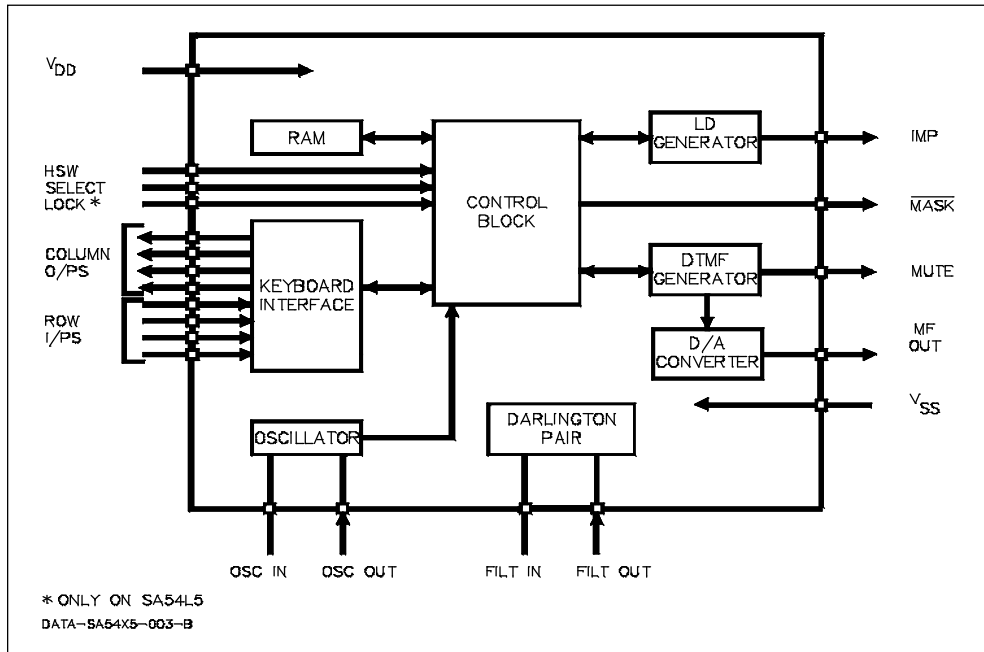 VDD
RAM
LD
GENERATOR
IMP
HSW
SELECT
LOCK *
CONTROL
BLOCK
MASK
COLUMN
O/PS
KEYBOARD
INTERFACE
DTMF
GENERATOR
MUTE
ROW
I/PS
D/A
CONVERTER
MF
OUT
VSS
OSCILLATOR
DARLINGTON
PAIR
OSC IN
OSC OUT
FILT IN
FILT OUT
* ONLY ON SA54L5
DATA-SA54X5-003-B